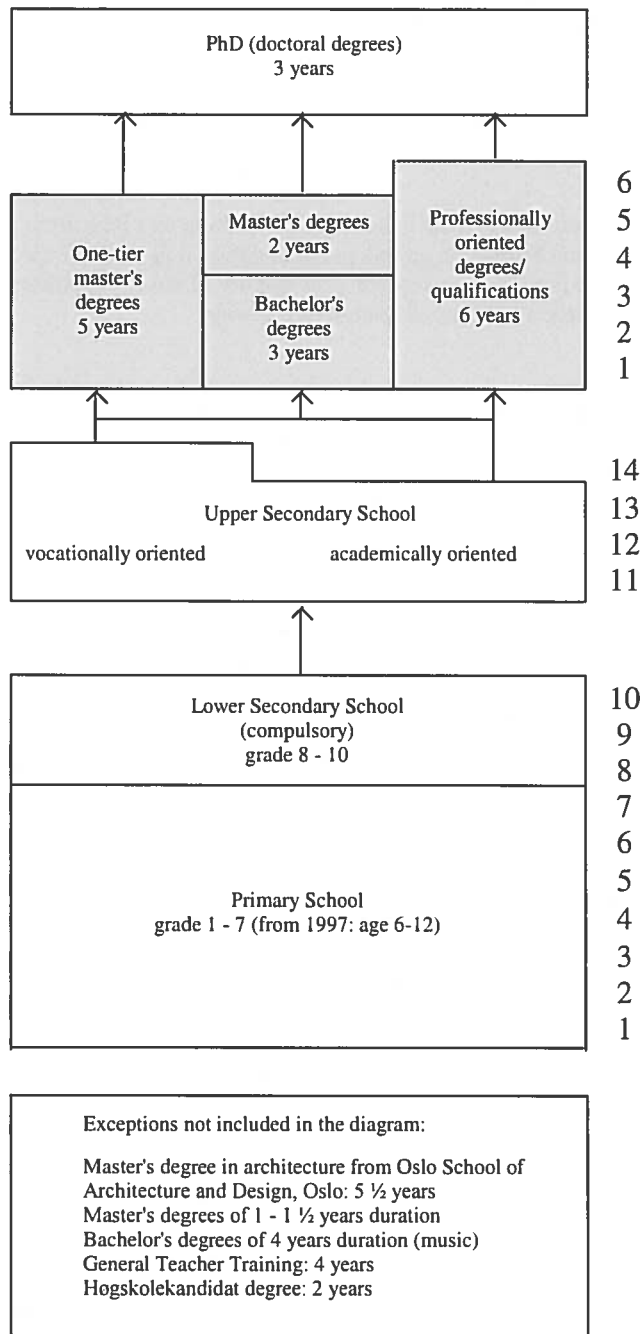 PhD (doctoral degrees)
3 years
One-tier
master's
degrees
5 years
Master's degrees
2 years
Bachelor's
degrees
3 years
Professionally
oriented
degrees/
qualifications
6 years
6
5
4
3
2
1
Upper Secondary School
vocationally oriented
academically oriented
14
13
12
11
Lower Secondary School
(compulsory)
grade 8 - 10
10
9
8
Primary School
grade 1 - 7 (from 1997: age 6-12)
7
6
5
4
3
2
1
Exceptions not included in the diagram:
Master's degree in architecture from Oslo School of
Architecture and Design, Oslo: 5 ½ years
Master's degrees of 1 - 1 ½ years duration
Bachelor's degrees of 4 years duration (music)
General Teacher Training: 4 years
Høgskolekandidat degree: 2 years